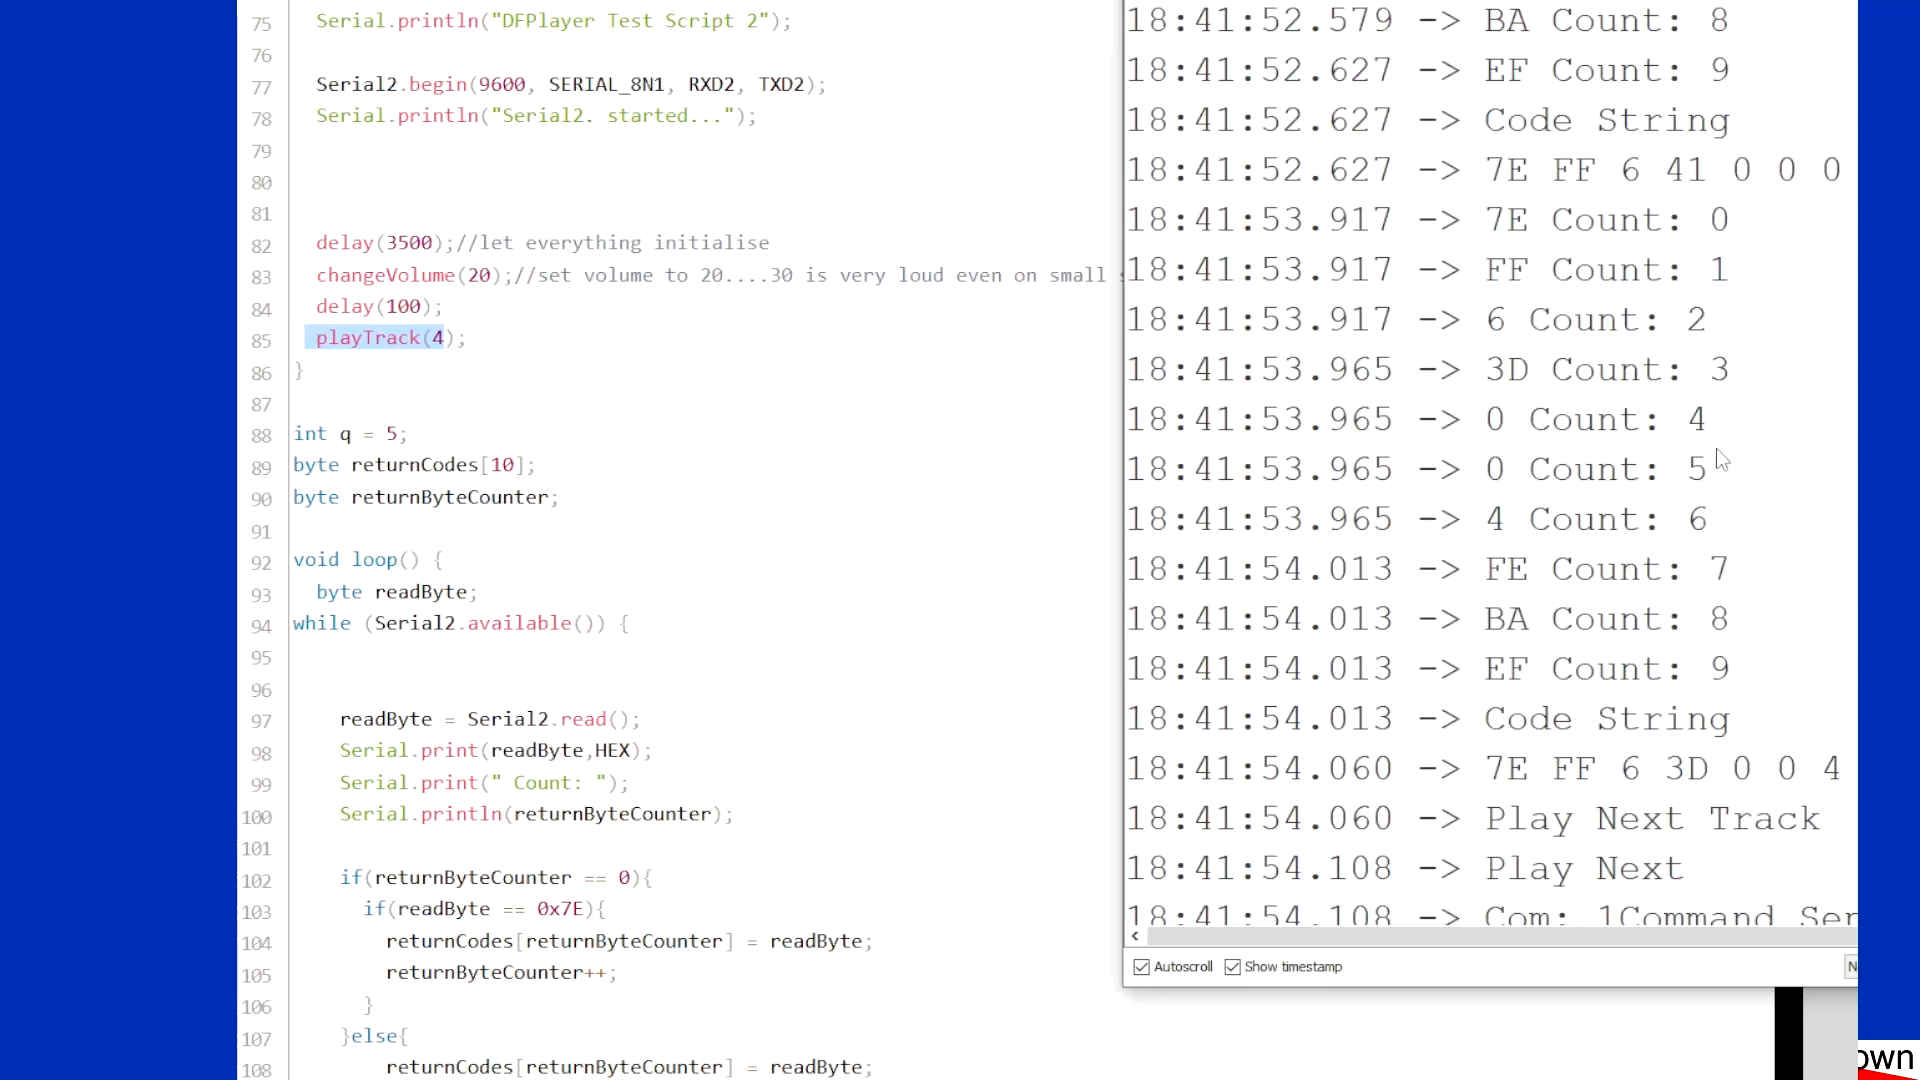 75 Serial.println("DFPlayer Test Script 2");
76
77 Serial2.begin(9600, SERIAL_8N1, RXD2, TXD2);
78 Serial.println("Serial2. started...");
79
80
81
82 delay(3500);//let everything initialise
83 changeVolume(20);//set volume to 20....30 is very loud even on small
84 delay(100);
85 playTrack(4);
86 }
87
88 int q = 5;
89 byte returnCodes[10];
90 byte returnByteCounter;
91
92 void loop() {
93 byte readByte;
94 while (Serial2.available()) {
95
96
97 readByte = Serial2.read();
98 Serial.print(readByte,HEX);
99 Serial.print(" Count: ");
100 Serial.println(returnByteCounter);
101
102 if(returnByteCounter == 0){
103 if(readByte == 0x7E){
104 returnCodes[returnByteCounter] = readByte;
105 returnByteCounter++;
106 }
107 }else{
108 returnCodes[returnByteCounter] = readByte;
18:41:52.579 -> BA Count: 8
18:41:52.627 -> EF Count: 9
18:41:52.627 -> Code String
18:41:52.627 -> 7E FF 6 41 0 0 0
18:41:53.917 -> 7E Count: 0
18:41:53.917 -> FF Count: 1
18:41:53.917 -> 6 Count: 2
18:41:53.965 -> 3D Count: 3
18:41:53.965 -> 0 Count: 4
18:41:53.965 -> 0 Count: 5
18:41:53.965 -> 4 Count: 6
18:41:54.013 -> FE Count: 7
18:41:54.013 -> BA Count: 8
18:41:54.013 -> EF Count: 9
18:41:54.013 -> Code String
18:41:54.060 -> 7E FF 6 3D 0 0 4
18:41:54.060 -> Play Next Track
18:41:54.108 -> Play Next
18:41:54.108 -> Com: 1Command Ser
Autoscroll Show timestamp
N
own